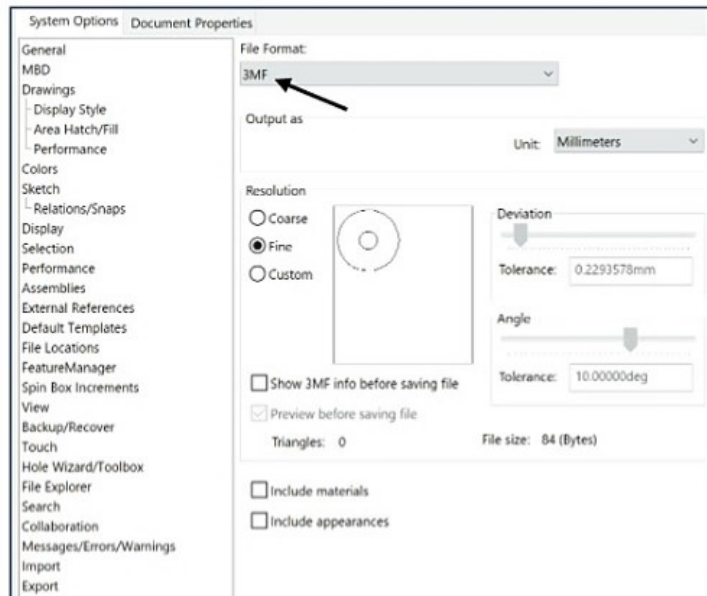 System Options Document Properties
General
MBD
Drawings
Display Style
Area Hatch/Fill
Performance
Colors
Sketch
Relations/Snaps
Display
Selection
Performance
Assemblies
External References
Default Templates
File Locations
FeatureManager
Spin Box Increments
View
Backup/Recover
Touch
Hole Wizard/Toolbox
File Explorer
Search
Collaboration
Messages/Errors/Warnings
Import
Export
File Format:
3MF
Output as
Unit: Millimeters
Resolution
Coarse
Fine
Custom
Deviation
Tolerance: 0.2293578mm
Angle
Tolerance: 10.00000deg
Show 3MF info before saving file
Preview before saving file
Triangles: 0 File size: 84 (Bytes)
Include materials
Include appearances